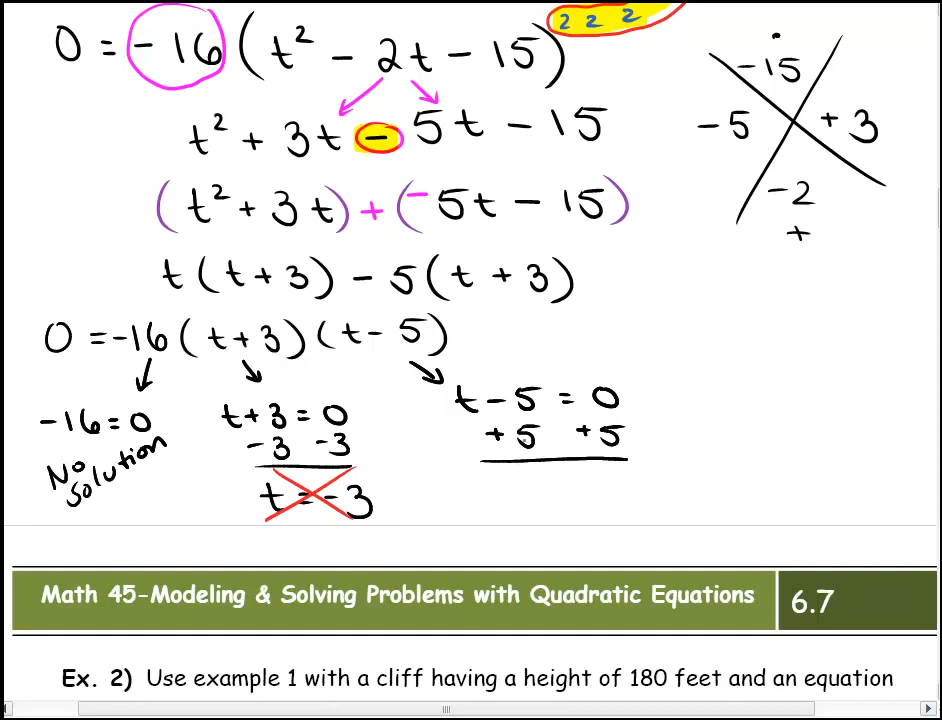 2 2 2
0 = -16 ( t² - 2t - 15 )
t² + 3t - 5t - 15
( t² + 3t ) + ( -5t - 15 )
t ( t + 3 ) - 5 ( t + 3 )
0 = -16 ( t + 3 ) ( t - 5 )
-15
-5 + 3
-2
+
-16 = 0
No
Solution
t + 3 = 0
-3 -3
t = -3
t - 5 = 0
+5 +5
Math 45-Modeling & Solving Problems with Quadratic Equations 6.7
Ex. 2) Use example 1 with a cliff having a height of 180 feet and an equation